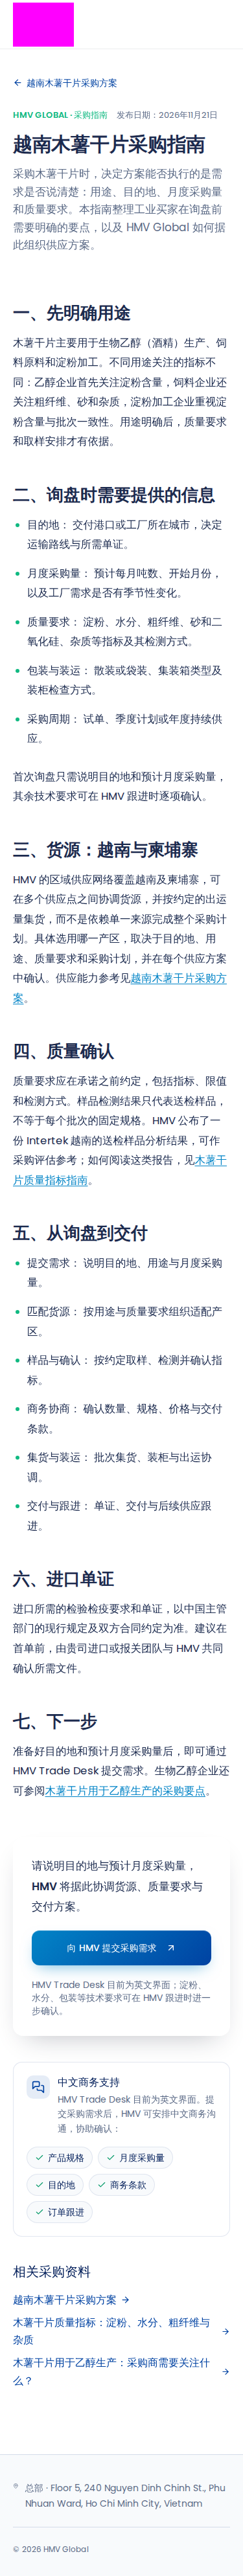 ← 越南木薯干片采购方案
HMV GLOBAL · 采购指南 发布日期：2026年11月21日
越南木薯干片采购指南
采购木薯干片时，决定方案能否执行的是需
求是否说清楚：用途、目的地、月度采购量
和质量要求。本指南整理工业买家在询盘前
需要明确的要点，以及 HMV Global 如何据
此组织供应方案。
一、先明确用途
木薯干片主要用于生物乙醇（酒精）生产、饲
料原料和淀粉加工。不同用途关注的指标不
同：乙醇企业首先关注淀粉含量，饲料企业还
关注粗纤维、砂和杂质，淀粉加工企业重视淀
粉含量与批次一致性。用途明确后，质量要求
和取样安排才有依据。
二、询盘时需要提供的信息
目的地： 交付港口或工厂所在城市，决定
运输路线与所需单证。
月度采购量： 预计每月吨数、开始月份，
以及工厂需求是否有季节性变化。
质量要求： 淀粉、水分、粗纤维、砂和二
氧化硅、杂质等指标及其检测方式。
包装与装运： 散装或袋装、集装箱类型及
装柜检查方式。
采购周期： 试单、季度计划或年度持续供
应。
首次询盘只需说明目的地和预计月度采购量，
其余技术要求可在 HMV 跟进时逐项确认。
三、货源：越南与柬埔寨
HMV 的区域供应网络覆盖越南及柬埔寨，可
在多个供应点之间协调货源，并按约定的出运
量集货，而不是依赖单一来源完成整个采购计
划。具体选用哪一产区，取决于目的地、用
途、质量要求和采购计划，并在每个供应方案
中确认。供应能力参考见越南木薯干片采购方
案。
四、质量确认
质量要求应在承诺之前约定，包括指标、限值
和检测方式。样品检测结果只代表送检样品，
不等于每个批次的固定规格。HMV 公布了一
份 Intertek 越南的送检样品分析结果，可作
采购评估参考；如何阅读这类报告，见木薯干
片质量指标指南。
五、从询盘到交付
提交需求： 说明目的地、用途与月度采购
量。
匹配货源： 按用途与质量要求组织适配产
区。
样品与确认： 按约定取样、检测并确认指
标。
商务协商： 确认数量、规格、价格与交付
条款。
集货与装运： 批次集货、装柜与出运协
调。
交付与跟进： 单证、交付与后续供应跟
进。
六、进口单证
进口所需的检验检疫要求和单证，以中国主管
部门的现行规定及双方合同约定为准。建议在
首单前，由贵司进口或报关团队与 HMV 共同
确认所需文件。
七、下一步
准备好目的地和预计月度采购量后，即可通过
HMV Trade Desk 提交需求。生物乙醇企业还
可参阅木薯干片用于乙醇生产的采购要点。
请说明目的地与预计月度采购量，
HMV 将据此协调货源、质量要求与
交付方案。
向 HMV 提交采购需求 ↗
HMV Trade Desk 目前为英文界面；淀粉、
水分、包装等技术要求可在 HMV 跟进时进一
步确认。
中文商务支持
HMV Trade Desk 目前为英文界面。提
交采购需求后，HMV 可安排中文商务沟
通，协助确认：
产品规格
月度采购量
目的地
商务条款
订单跟进
相关采购资料
越南木薯干片采购方案 →
木薯干片质量指标：淀粉、水分、粗纤维与
杂质 →
木薯干片用于乙醇生产：采购商需要关注什
么？ →
总部 · Floor 5, 240 Nguyen Dinh Chinh St., Phu
Nhuan Ward, Ho Chi Minh City, Vietnam
© 2026 HMV Global